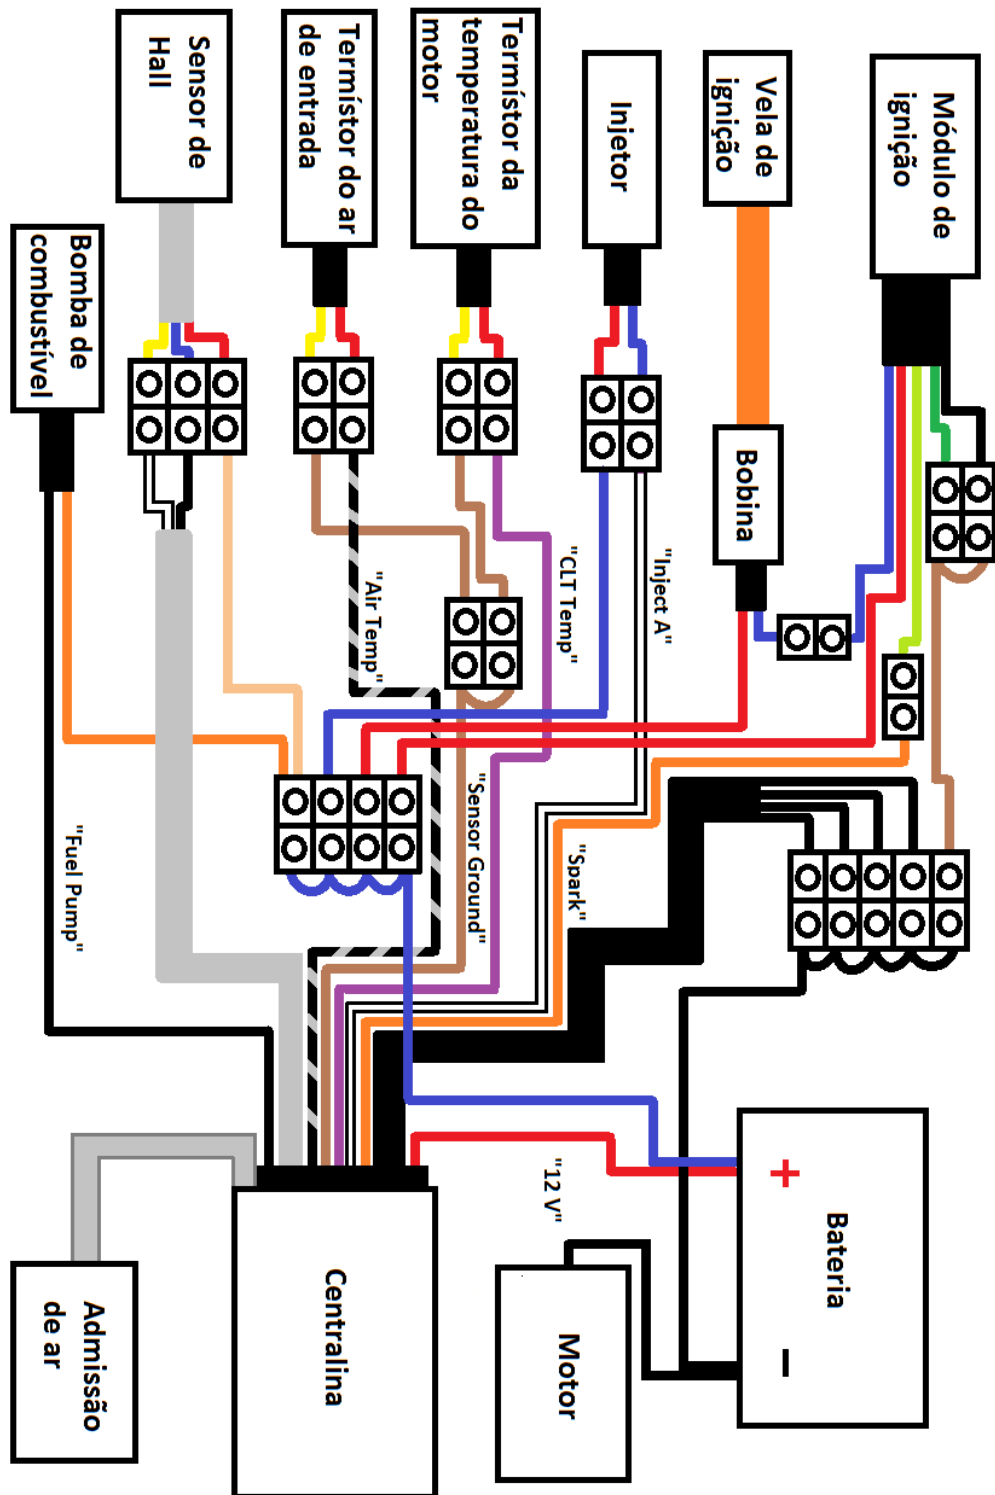 Módulo de
ignição
Vela de
ignição
Injetor
Termístor da
temperatura do
motor
Termístor do ar
de entrada
Sensor de
Hall
Bomba de
combustível
Bobina
"Inject A"
"CLT Temp"
"Air Temp"
"Sensor Ground"
"Spark"
"Fuel Pump"
"12 V"
+
Bateria
-
Motor
Centralina
Admissão
de ar